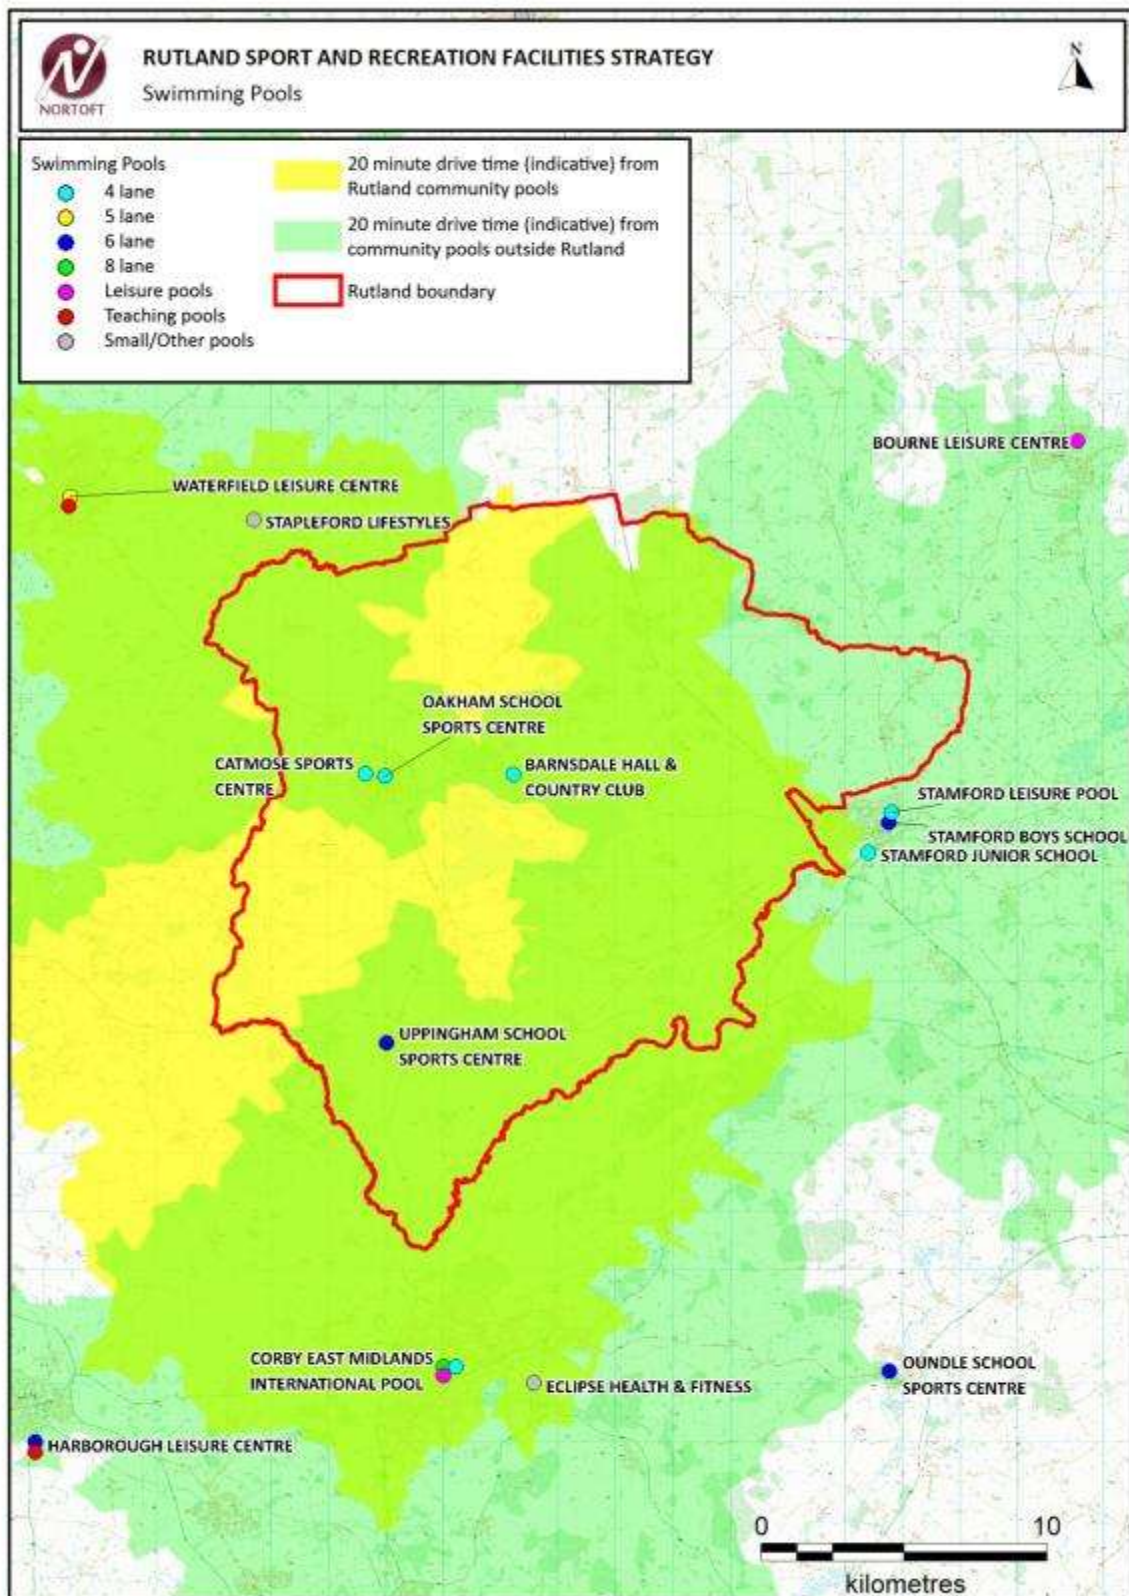 RUTLAND SPORT AND RECREATION FACILITIES STRATEGY
Swimming Pools
NORTOFT
N
Swimming Pools
4 lane
5 lane
6 lane
8 lane
Leisure pools
Teaching pools
Small/Other pools
20 minute drive time (indicative) from
Rutland community pools
20 minute drive time (indicative) from
community pools outside Rutland
Rutland boundary
BOURNE LEISURE CENTRE
WATERFIELD LEISURE CENTRE
STAPLEFORD LIFESTYLES
OAKHAM SCHOOL
SPORTS CENTRE
CATMOSE SPORTS
CENTRE
BARNSDALE HALL &
COUNTRY CLUB
STAMFORD LEISURE POOL
STAMFORD BOYS SCHOOL
STAMFORD JUNIOR SCHOOL
UPPINGHAM SCHOOL
SPORTS CENTRE
CORBY EAST MIDLANDS
INTERNATIONAL POOL
ECLIPSE HEALTH & FITNESS
OUNDLE SCHOOL
SPORTS CENTRE
HARBOROUGH LEISURE CENTRE
0 10
kilometres